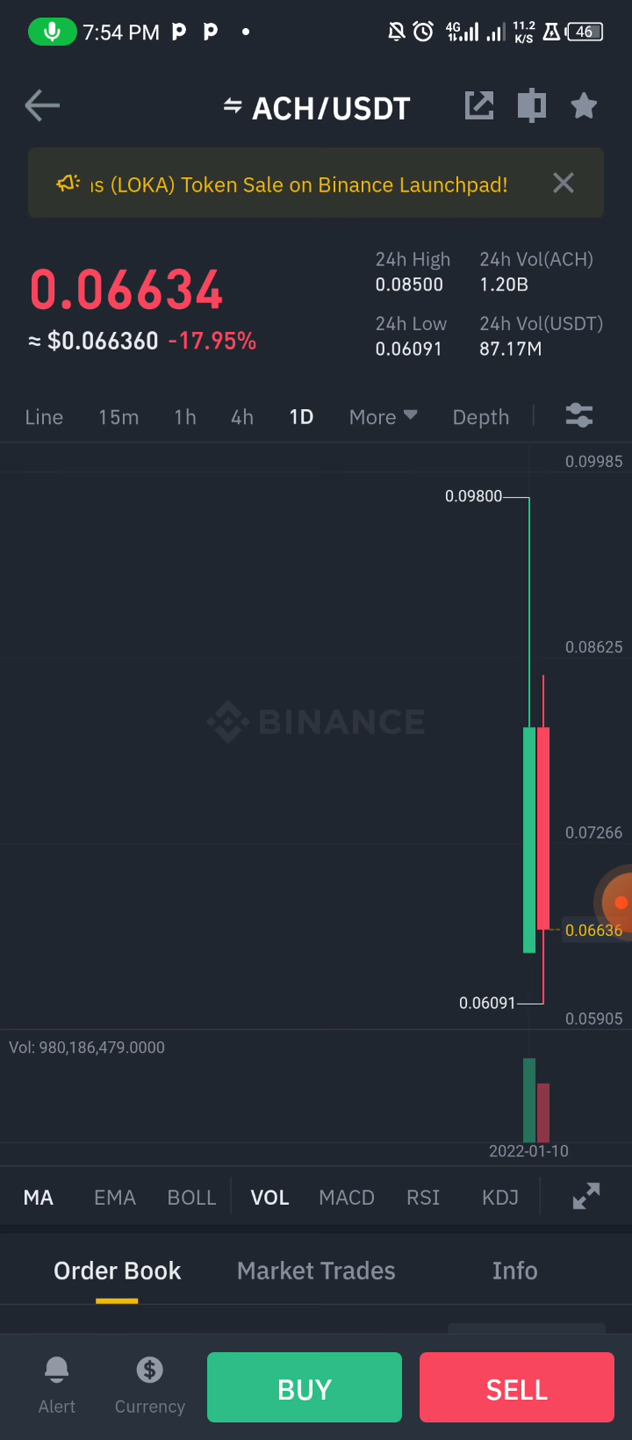 7:54 PM
4G
11.2 K/S
46
ACH/USDT
ns (LOKA) Token Sale on Binance Launchpad!
0.06634
≈ $0.066360 -17.95%
24h High
0.08500
24h Vol(ACH)
1.20B
24h Low
0.06091
24h Vol(USDT)
87.17M
Line 15m 1h 4h 1D More Depth
0.09985
0.09800
0.08625
BINANCE
0.07266
0.06636
0.06091
0.05905
Vol: 980,186,479.0000
2022-01-10
MA EMA BOLL VOL MACD RSI KDJ
Order Book Market Trades Info
Alert Currency BUY SELL